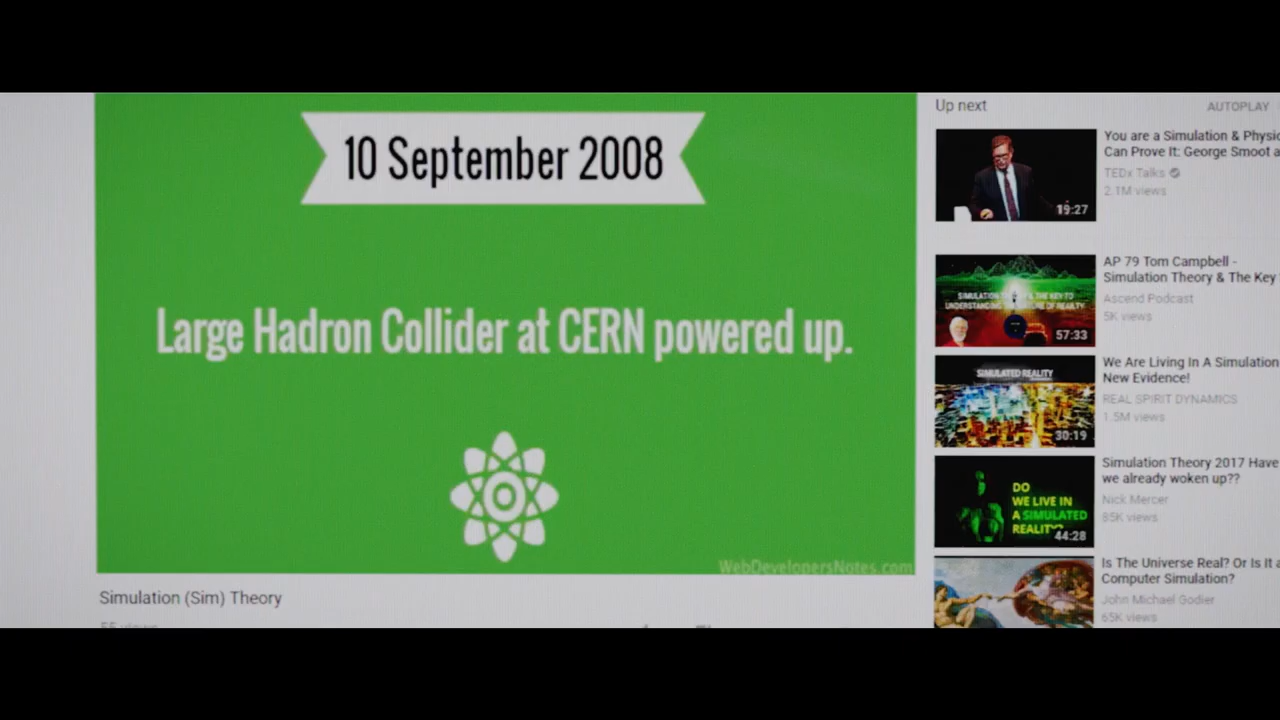 10 September 2008
Large Hadron Collider at CERN powered up.
WebDevelopersNotes.com
Simulation (Sim) Theory
55 views
Up next
AUTOPLAY
You are a Simulation & Physic
Can Prove It: George Smoot a
TEDx Talks
2.1M views
19:27
AP 79 Tom Campbell -
Simulation Theory & The Key
Ascend Podcast
5K views
57:33
We Are Living In A Simulation
New Evidence!
REAL SPIRIT DYNAMICS
1.5M views
SIMULATED REALITY
30:19
Simulation Theory 2017 Have
we already woken up??
Nick Mercer
85K views
DO
WE LIVE IN
A SIMULATED
REALITY?
44:28
Is The Universe Real? Or Is it a
Computer Simulation?
John Michael Godier
65K views